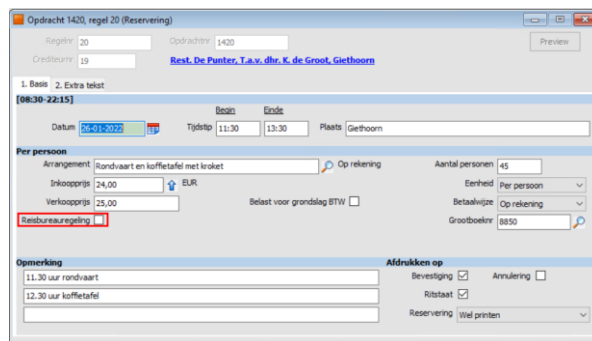 Opdracht 1420, regel 20 (Reservering)
Regelnr 20 Opdrachtnr 1420 Preview
Crediteurnr 19 Rest. De Punter, T.a.v. dhr. K. de Groot, Giethoorn
1. Basis 2. Extra tekst
[08:30-22:15]
Begin Einde
Datum 26-01-2022 Tijdstip 11:30 13:30 Plaats Giethoorn
Per persoon
Arrangement Rondvaart en koffietafel met kroket Op rekening Aantal personen 45
Inkoopprijs 24,00 EUR Eenheid Per persoon
Verkoopprijs 25,00 Belast voor grondslag BTW Betaalwijze Op rekening
Reisbureauregeling Grootboeknr 8850
Opmerking Afdrukken op
11.30 uur rondvaart Bevestiging Annulering
12.30 uur koffietafel Ritstaat
Reservering Wel printen